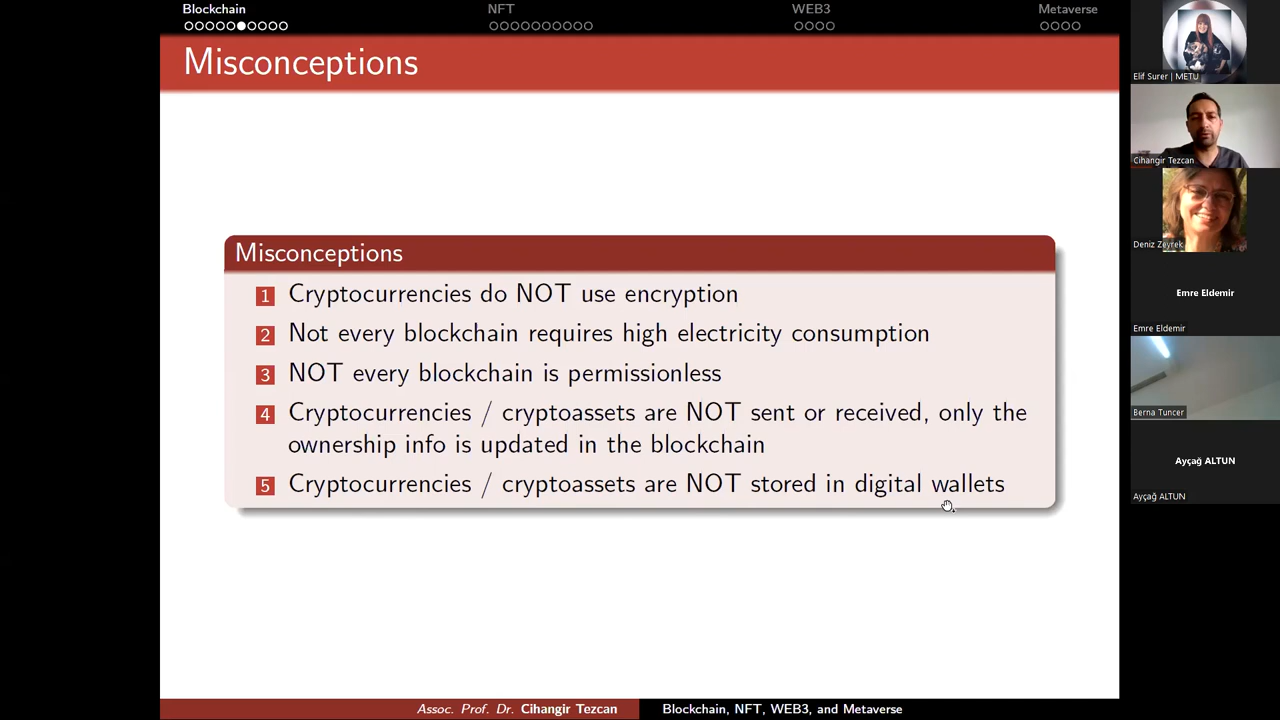 Blockchain NFT WEB3 Metaverse
Misconceptions
Misconceptions
1 Cryptocurrencies do NOT use encryption
2 Not every blockchain requires high electricity consumption
3 NOT every blockchain is permissionless
4 Cryptocurrencies / cryptoassets are NOT sent or received, only the
ownership info is updated in the blockchain
5 Cryptocurrencies / cryptoassets are NOT stored in digital wallets
Assoc. Prof. Dr. Cihangir Tezcan Blockchain, NFT, WEB3, and Metaverse
Elif Surer | METU
Cihangir Tezcan
Deniz Zeyrek
Emre Eldemir
Emre Eldemir
Berna Tuncer
Ayçağ ALTUN
Ayçağ ALTUN